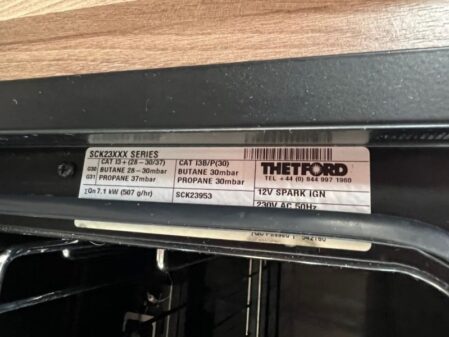 SCK23XXX SERIES
CAT I3+(28-30/37)
G30 BUTANE 28-30mbar
G31 PROPANE 37mbar
ΣQn 7.1 kW (507 g/hr)
CAT I3B/P(30)
BUTANE 30mbar
PROPANE 30mbar
SCK23953
THETFORD
TEL +44 (0) 844 997 1960
12V SPARK IGN
230V AC 50Hz